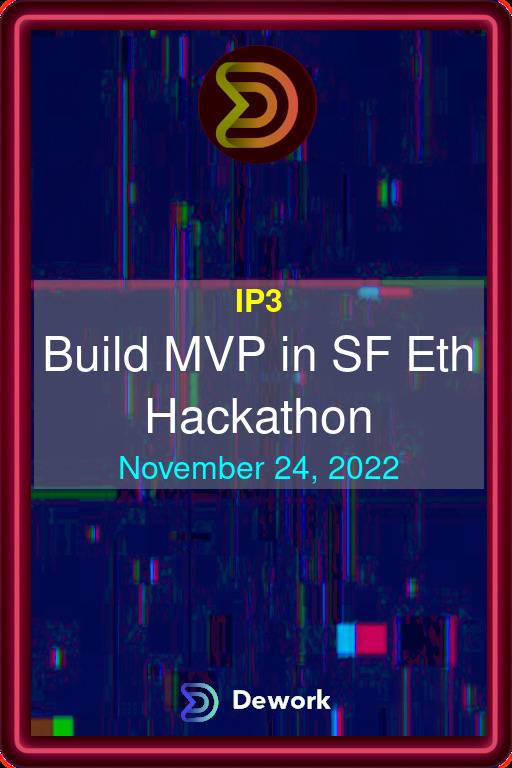 IP3
Build MVP in SF Eth
Hackathon
November 24, 2022
Dework